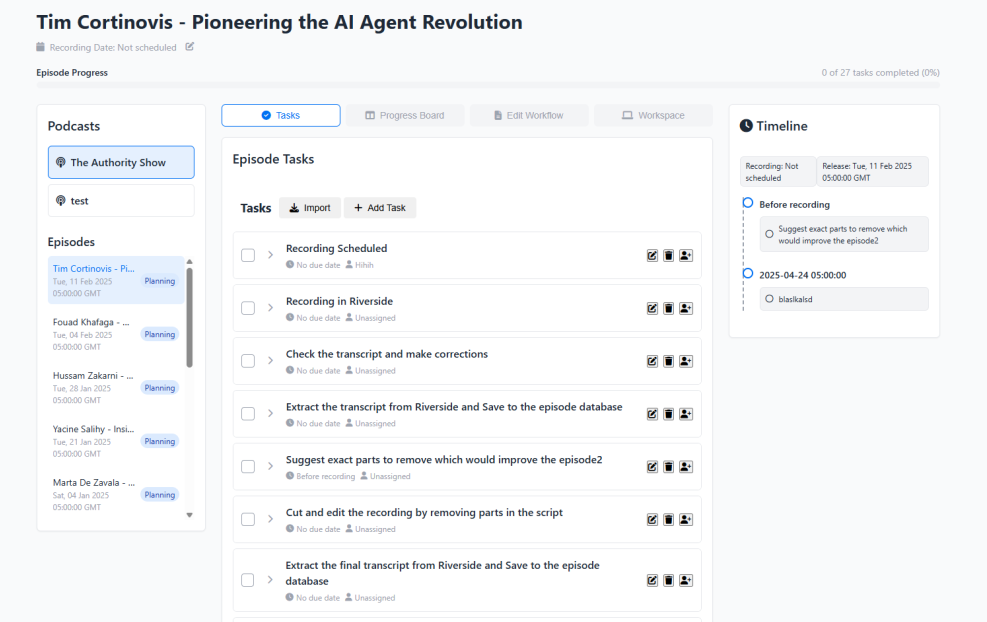 Tim Cortinovis - Pioneering the AI Agent Revolution
Recording Date: Not scheduled
Episode Progress
0 of 27 tasks completed (0%)
Podcasts
The Authority Show
test
Episodes
Tim Cortinovis - Pi...
Tue, 11 Feb 2025
05:00:00 GMT
Planning
Fouad Khafaga - ...
Tue, 04 Feb 2025
05:00:00 GMT
Planning
Hussam Zakarni - ...
Tue, 28 Jan 2025
05:00:00 GMT
Planning
Yacine Salihy - Insi...
Tue, 21 Jan 2025
05:00:00 GMT
Planning
Marta De Zavala - ...
Sat, 04 Jan 2025
05:00:00 GMT
Planning
Tasks
Progress Board
Edit Workflow
Workspace
Episode Tasks
Tasks
Import
Add Task
Recording Scheduled
No due date Hihih
Recording in Riverside
No due date Unassigned
Check the transcript and make corrections
No due date Unassigned
Extract the transcript from Riverside and Save to the episode database
No due date Unassigned
Suggest exact parts to remove which would improve the episode2
Before recording Unassigned
Cut and edit the recording by removing parts in the script
No due date Unassigned
Extract the final transcript from Riverside and Save to the episode
database
No due date Unassigned
Timeline
Recording: Not
scheduled
Release: Tue, 11 Feb 2025
05:00:00 GMT
Before recording
Suggest exact parts to remove which
would improve the episode2
2025-04-24 05:00:00
blaslkalsd